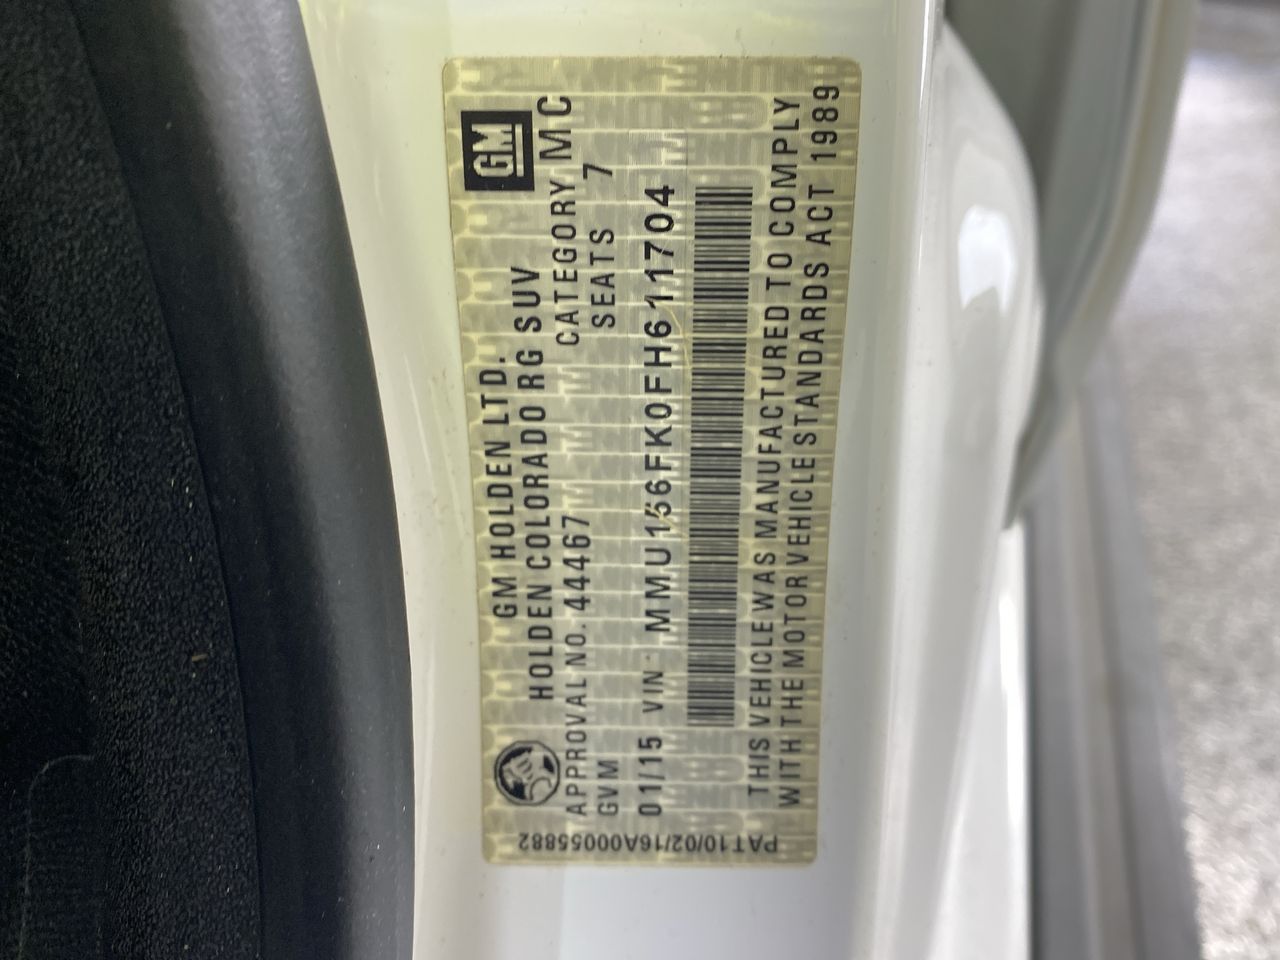 GM HOLDEN LTD.
GM
HOLDEN COLORADO RG SUV
APPROVAL NO. 44467 CATEGORY MC
GVM SEATS 7
01/15 VIN MMU156FK0FH611704
THIS VEHICLE WAS MANUFACTURED TO COMPLY
WITH THE MOTOR VEHICLE STANDARDS ACT 1989
PAT10/02/16A00055882